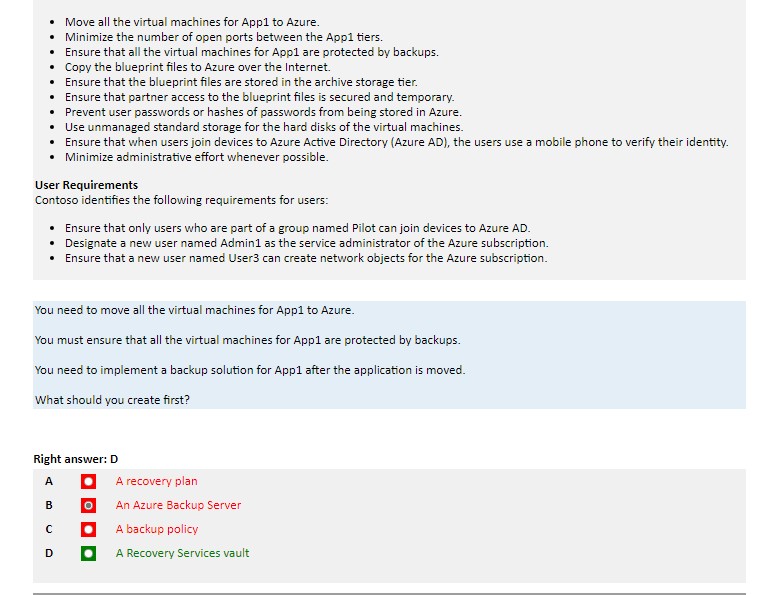 • Move all the virtual machines for App1 to Azure.
• Minimize the number of open ports between the App1 tiers.
• Ensure that all the virtual machines for App1 are protected by backups.
• Copy the blueprint files to Azure over the Internet.
• Ensure that the blueprint files are stored in the archive storage tier.
• Ensure that partner access to the blueprint files is secured and temporary.
• Prevent user passwords or hashes of passwords from being stored in Azure.
• Use unmanaged standard storage for the hard disks of the virtual machines.
• Ensure that when users join devices to Azure Active Directory (Azure AD), the users use a mobile phone to verify their identity.
• Minimize administrative effort whenever possible.
User Requirements
Contoso identifies the following requirements for users:
• Ensure that only users who are part of a group named Pilot can join devices to Azure AD.
• Designate a new user named Admin1 as the service administrator of the Azure subscription.
• Ensure that a new user named User3 can create network objects for the Azure subscription.
You need to move all the virtual machines for App1 to Azure.
You must ensure that all the virtual machines for App1 are protected by backups.
You need to implement a backup solution for App1 after the application is moved.
What should you create first?
Right answer: D
A A recovery plan
B An Azure Backup Server
C A backup policy
D A Recovery Services vault